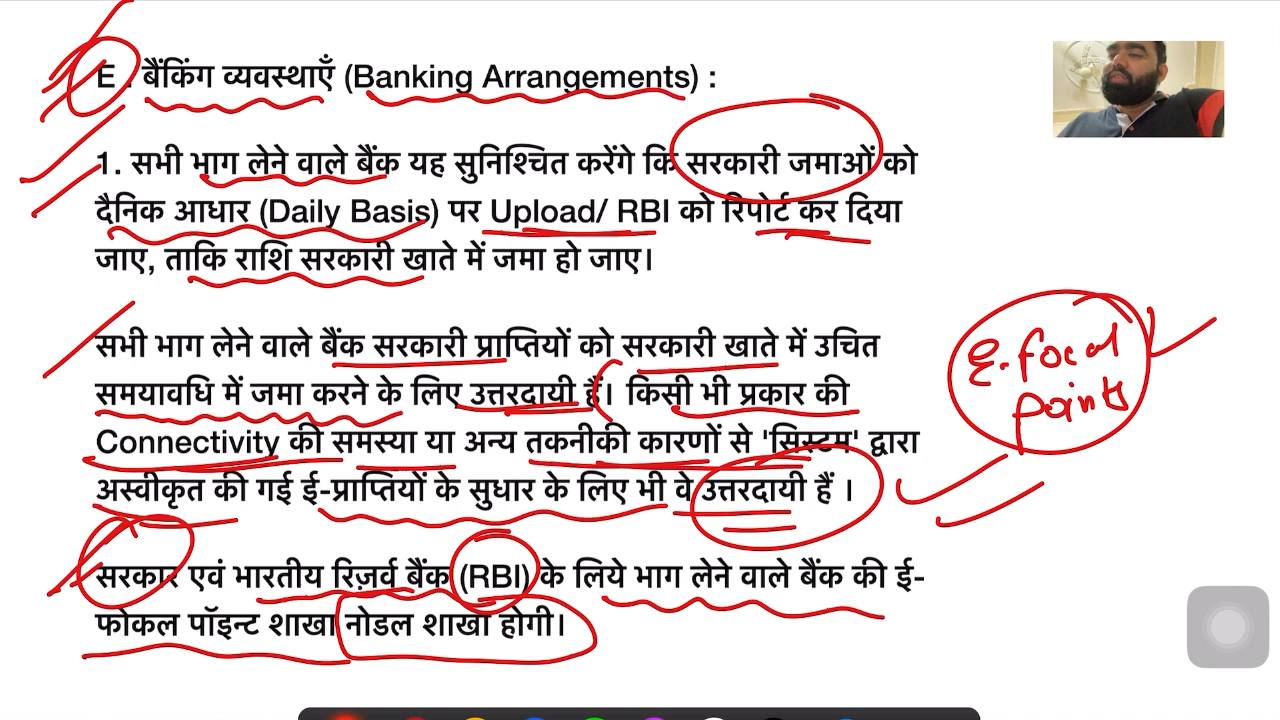 E . बैंकिंग व्यवस्थाएँ (Banking Arrangements) :
1. सभी भाग लेने वाले बैंक यह सुनिश्चित करेंगे कि सरकारी जमाओं को
दैनिक आधार (Daily Basis) पर Upload/ RBI को रिपोर्ट कर दिया
जाए, ताकि राशि सरकारी खाते में जमा हो जाए।
सभी भाग लेने वाले बैंक सरकारी प्राप्तियों को सरकारी खाते में उचित
समयावधि में जमा करने के लिए उत्तरदायी हैं। किसी भी प्रकार की
Connectivity की समस्या या अन्य तकनीकी कारणों से 'सिस्टम' द्वारा
अस्वीकृत की गई ई-प्राप्तियों के सुधार के लिए भी वे उत्तरदायी हैं ।
सरकार एवं भारतीय रिज़र्व बैंक (RBI) के लिये भाग लेने वाले बैंक की ई-
फोकल पॉइन्ट शाखा नोडल शाखा होगी।
e-focal
points